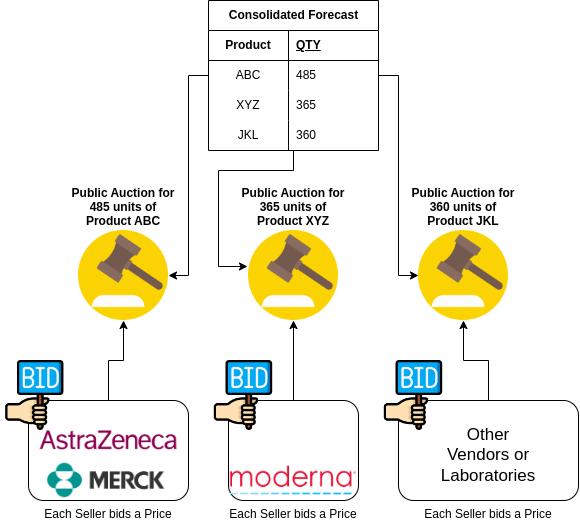 Consolidated Forecast
Product QTY
ABC 485
XYZ 365
JKL 360
Public Auction for
485 units of
Product ABC
Public Auction for
365 units of
Product XYZ
Public Auction for
360 units of
Product JKL
BID
AstraZeneca
MERCK
Each Seller bids a Price
BID
moderna
Each Seller bids a Price
BID
Other
Vendors or
Laboratories
Each Seller bids a Price